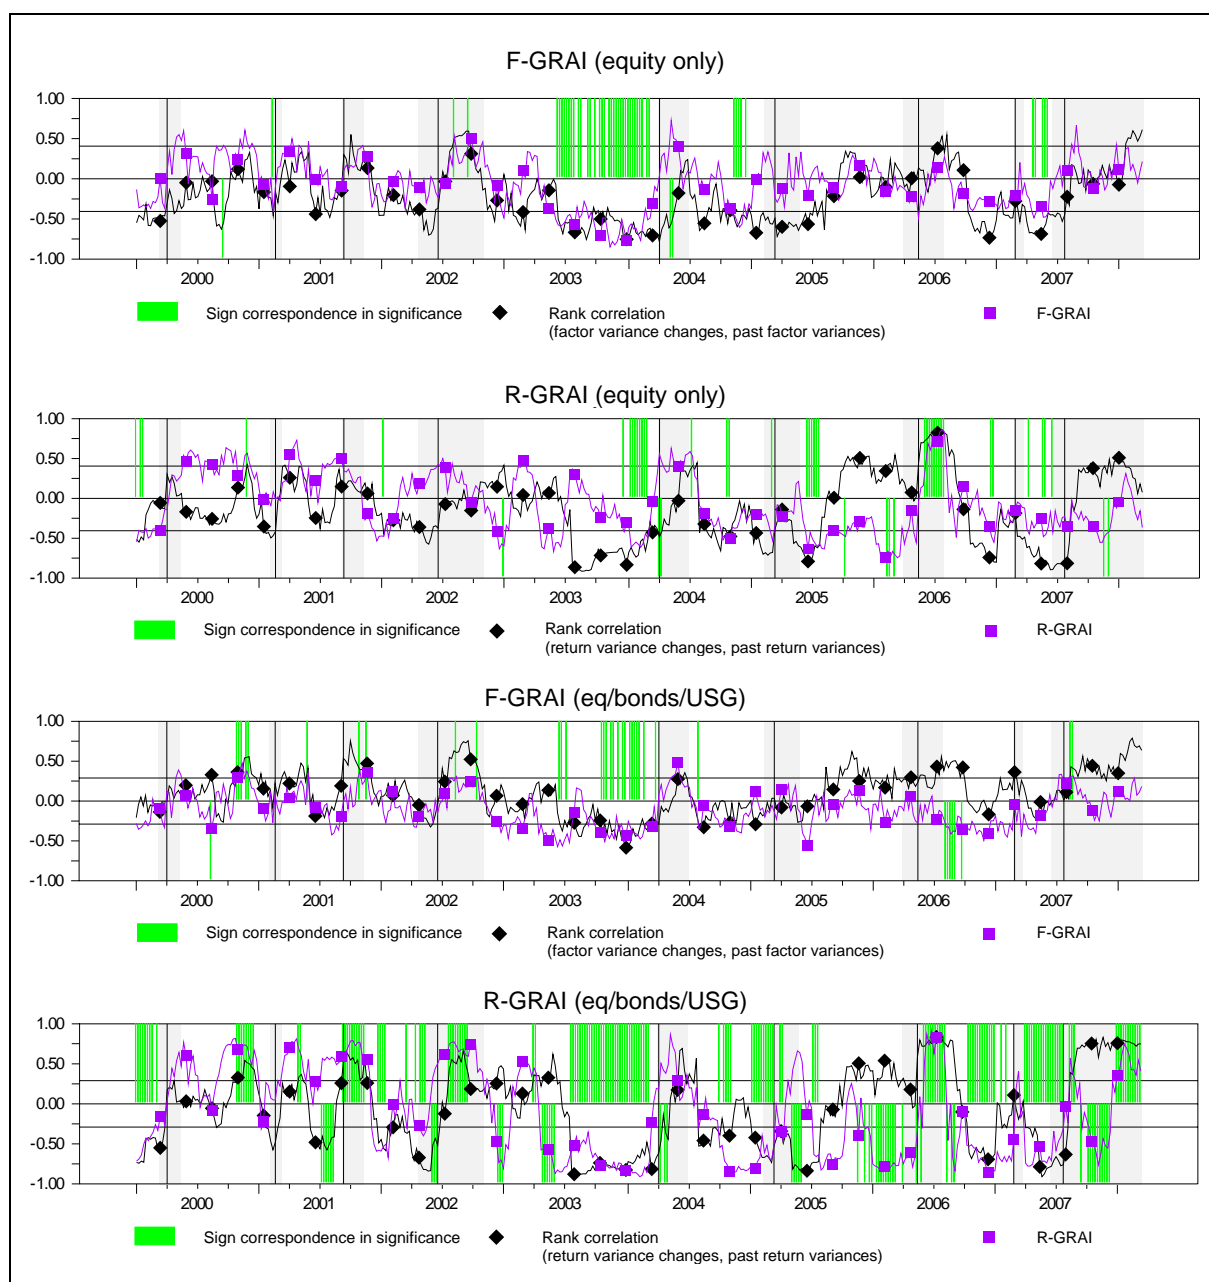 F-GRAI (equity only)
1.00
0.50
0.00
-0.50
-1.00
2000 2001 2002 2003 2004 2005 2006 2007
Sign correspondence in significance Rank correlation F-GRAI
(factor variance changes, past factor variances)
R-GRAI (equity only)
1.00
0.50
0.00
-0.50
-1.00
2000 2001 2002 2003 2004 2005 2006 2007
Sign correspondence in significance Rank correlation R-GRAI
(return variance changes, past return variances)
F-GRAI (eq/bonds/USG)
1.00
0.50
0.00
-0.50
-1.00
2000 2001 2002 2003 2004 2005 2006 2007
Sign correspondence in significance Rank correlation F-GRAI
(factor variance changes, past factor variances)
R-GRAI (eq/bonds/USG)
1.00
0.50
0.00
-0.50
-1.00
2000 2001 2002 2003 2004 2005 2006 2007
Sign correspondence in significance Rank correlation R-GRAI
(return variance changes, past return variances)